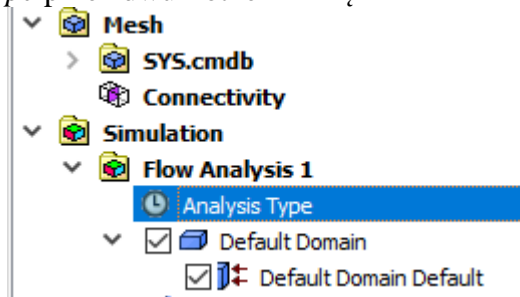 Mesh
SYS.cmdb
Connectivity
Simulation
Flow Analysis 1
Analysis Type
Default Domain
Default Domain Default